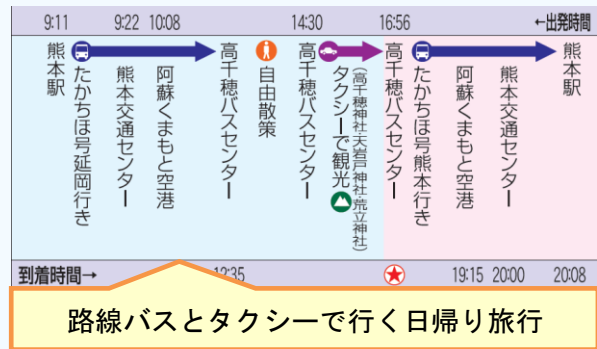 9:11 9:22 10:08 14:30 16:56 ←出発時間
熊本駅
たかちほ号延岡行き
熊本交通センター
阿蘇くまもと空港
高千穂バスセンター
自由散策
高千穂バスセンター
タクシーで観光
(高千穂神社・天岩戸神社・荒立神社)
高千穂バスセンター
たかちほ号熊本行き
阿蘇くまもと空港
熊本交通センター
熊本駅
到着時間→ 12:35 19:15 20:00 20:08
路線バスとタクシーで行く日帰り旅行